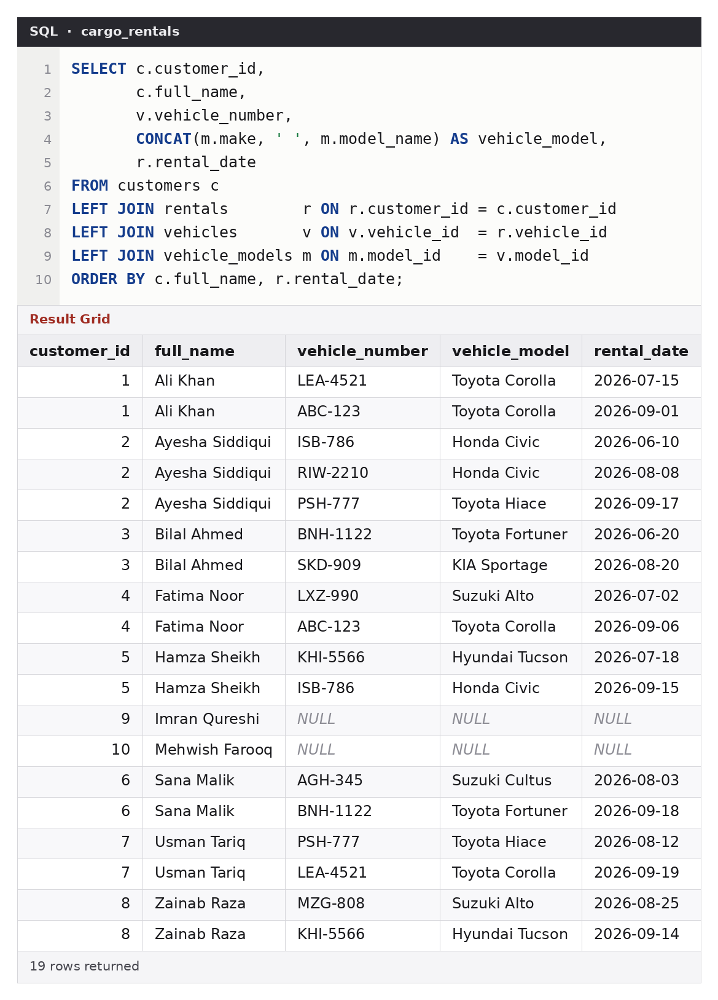 SQL · cargo_rentals
1 SELECT c.customer_id,
2        c.full_name,
3        v.vehicle_number,
4        CONCAT(m.make, ' ', m.model_name) AS vehicle_model,
5        r.rental_date
6 FROM customers c
7 LEFT JOIN rentals        r ON r.customer_id = c.customer_id
8 LEFT JOIN vehicles       v ON v.vehicle_id  = r.vehicle_id
9 LEFT JOIN vehicle_models m ON m.model_id    = v.model_id
10 ORDER BY c.full_name, r.rental_date;
Result Grid
customer_id full_name vehicle_number vehicle_model rental_date
1 Ali Khan LEA-4521 Toyota Corolla 2026-07-15
1 Ali Khan ABC-123 Toyota Corolla 2026-09-01
2 Ayesha Siddiqui ISB-786 Honda Civic 2026-06-10
2 Ayesha Siddiqui RIW-2210 Honda Civic 2026-08-08
2 Ayesha Siddiqui PSH-777 Toyota Hiace 2026-09-17
3 Bilal Ahmed BNH-1122 Toyota Fortuner 2026-06-20
3 Bilal Ahmed SKD-909 KIA Sportage 2026-08-20
4 Fatima Noor LXZ-990 Suzuki Alto 2026-07-02
4 Fatima Noor ABC-123 Toyota Corolla 2026-09-06
5 Hamza Sheikh KHI-5566 Hyundai Tucson 2026-07-18
5 Hamza Sheikh ISB-786 Honda Civic 2026-09-15
9 Imran Qureshi NULL NULL NULL
10 Mehwish Farooq NULL NULL NULL
6 Sana Malik AGH-345 Suzuki Cultus 2026-08-03
6 Sana Malik BNH-1122 Toyota Fortuner 2026-09-18
7 Usman Tariq PSH-777 Toyota Hiace 2026-08-12
7 Usman Tariq LEA-4521 Toyota Corolla 2026-09-19
8 Zainab Raza MZG-808 Suzuki Alto 2026-08-25
8 Zainab Raza KHI-5566 Hyundai Tucson 2026-09-14
19 rows returned